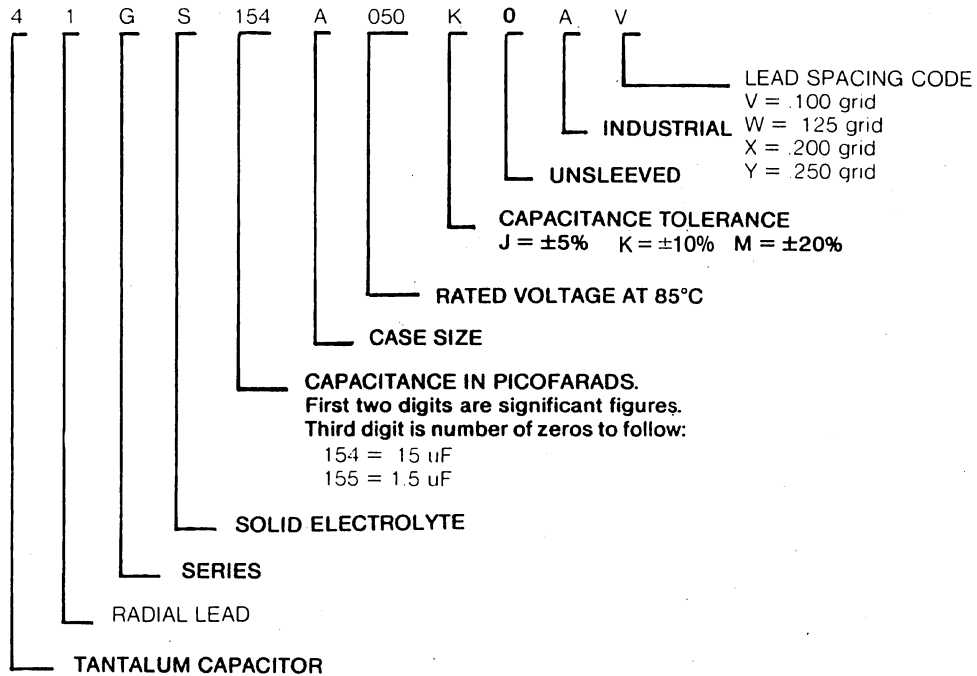 4 1 G S 154 A 050 K 0 A V
LEAD SPACING CODE
V = .100 grid
W = 125 grid
X = .200 grid
Y = .250 grid
INDUSTRIAL
UNSLEEVED
CAPACITANCE TOLERANCE
J = ±5% K = ±10% M = ±20%
RATED VOLTAGE AT 85°C
CASE SIZE
CAPACITANCE IN PICOFARADS.
First two digits are significant figures.
Third digit is number of zeros to follow:
154 = 15 uF
155 = 1.5 uF
SOLID ELECTROLYTE
SERIES
RADIAL LEAD
TANTALUM CAPACITOR